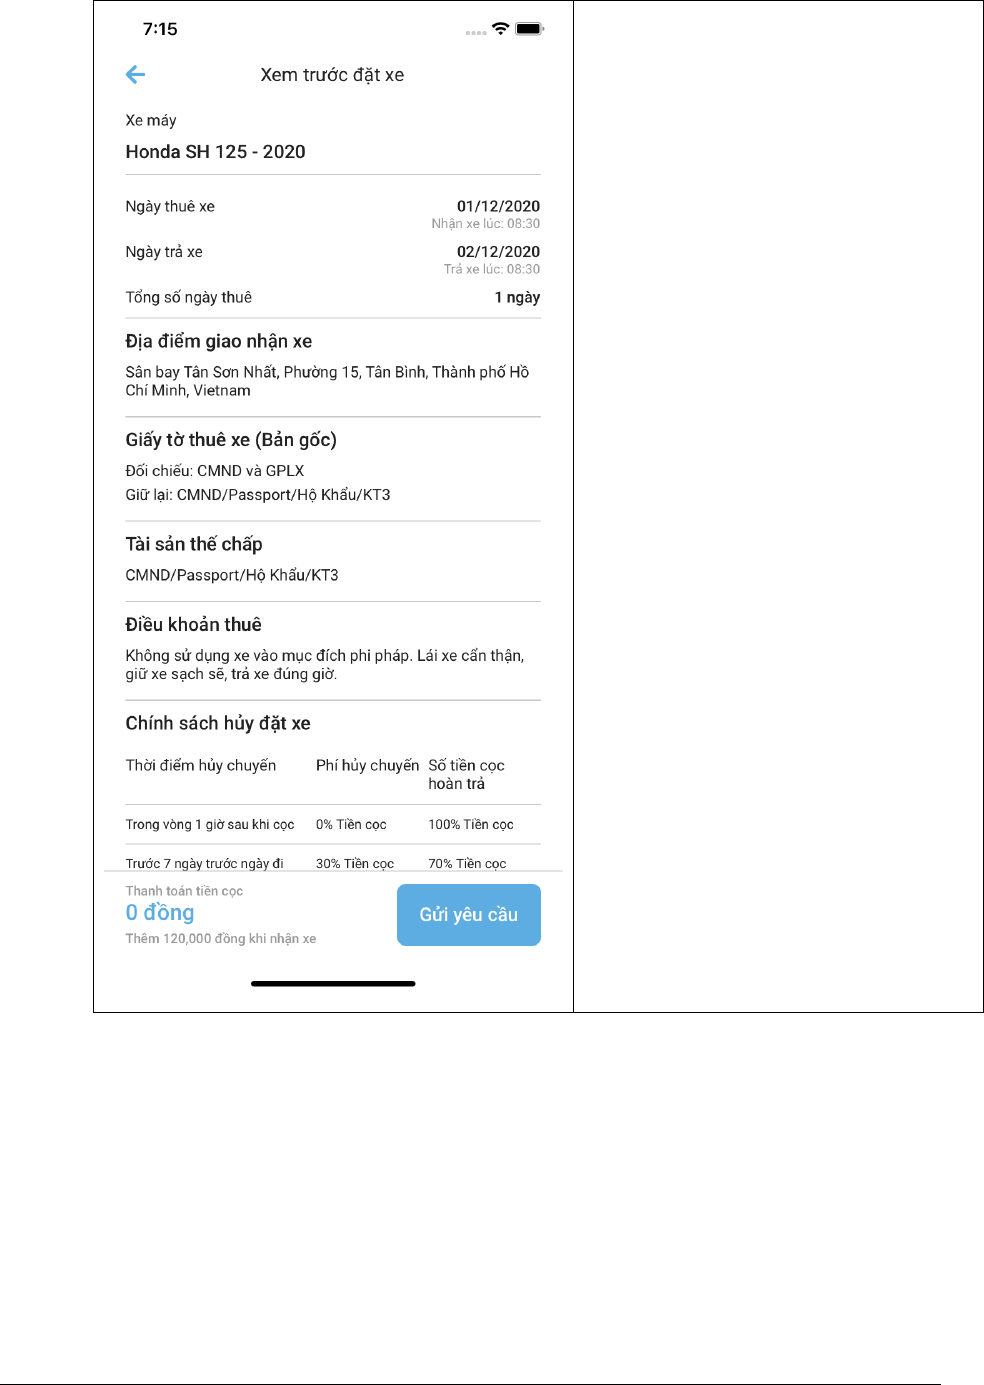 7:15
Xem trước đặt xe
Xe máy
Honda SH 125 - 2020
Ngày thuê xe 01/12/2020
Nhận xe lúc: 08:30
Ngày trả xe 02/12/2020
Trả xe lúc: 08:30
Tổng số ngày thuê 1 ngày
Địa điểm giao nhận xe
Sân bay Tân Sơn Nhất, Phường 15, Tân Bình, Thành phố Hồ
Chí Minh, Vietnam
Giấy tờ thuê xe (Bản gốc)
Đối chiếu: CMND và GPLX
Giữ lại: CMND/Passport/Hộ Khẩu/KT3
Tài sản thế chấp
CMND/Passport/Hộ Khẩu/KT3
Điều khoản thuê
Không sử dụng xe vào mục đích phi pháp. Lái xe cẩn thận,
giữ xe sạch sẽ, trả xe đúng giờ.
Chính sách hủy đặt xe
Thời điểm hủy chuyến Phí hủy chuyến Số tiền cọc
hoàn trả
Trong vòng 1 giờ sau khi cọc 0% Tiền cọc 100% Tiền cọc
Trước 7 ngày trước ngày đi 30% Tiền cọc 70% Tiền cọc
Thanh toán tiền cọc
0 đồng
Thêm 120,000 đồng khi nhận xe
Gửi yêu cầu